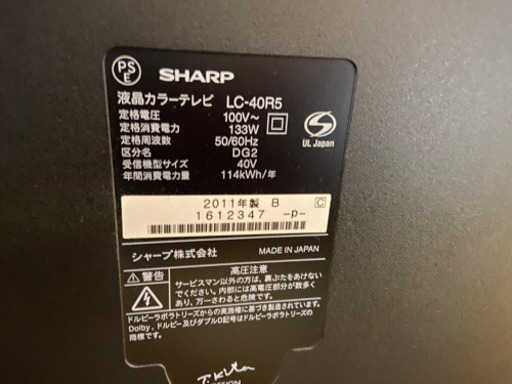 PS
E
SHARP
液晶カラーテレビ LC-40R5
定格電圧 100V～
定格消費電力 133W
定格周波数 50/60Hz
区分名 DG2
受信機型サイズ 40V
年間消費電力量 114kWh/年
UL Japan
2011年製 B
C
1612347 -p-
シャープ株式会社 MADE IN JAPAN
警告
高圧注意
サービスマン以外の方は、裏ぶたをあけない
でください。内部には高電圧部分が数多く
あり、万一さわると危険です。
ドルビーラボラトリーズからの実施権に基づき製造されています。
Dolby、ドルビー及びダブルD記号はドルビーラボラトリーズの
商標です。